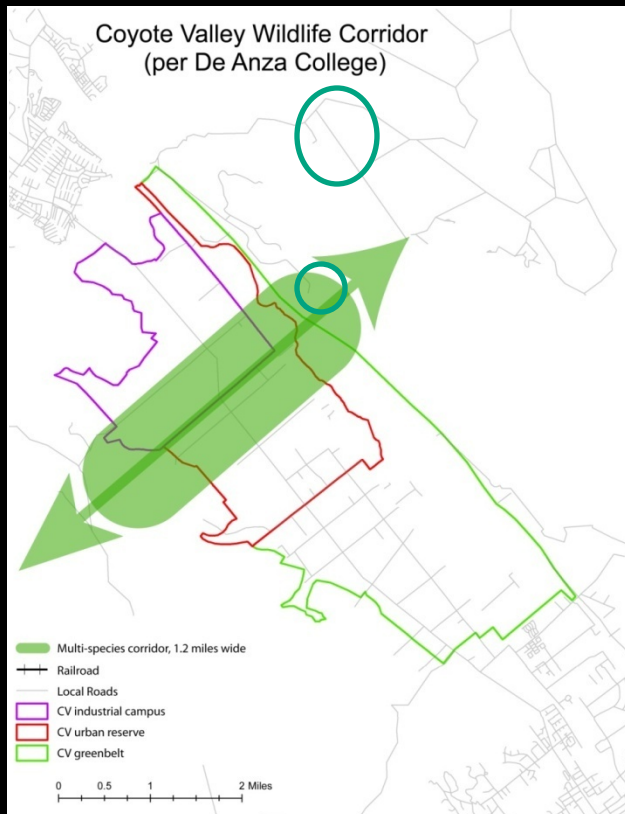 Coyote Valley Wildlife Corridor
(per De Anza College)
Multi-species corridor, 1.2 miles wide
Railroad
Local Roads
CV industrial campus
CV urban reserve
CV greenbelt
0 0.5 1 2 Miles